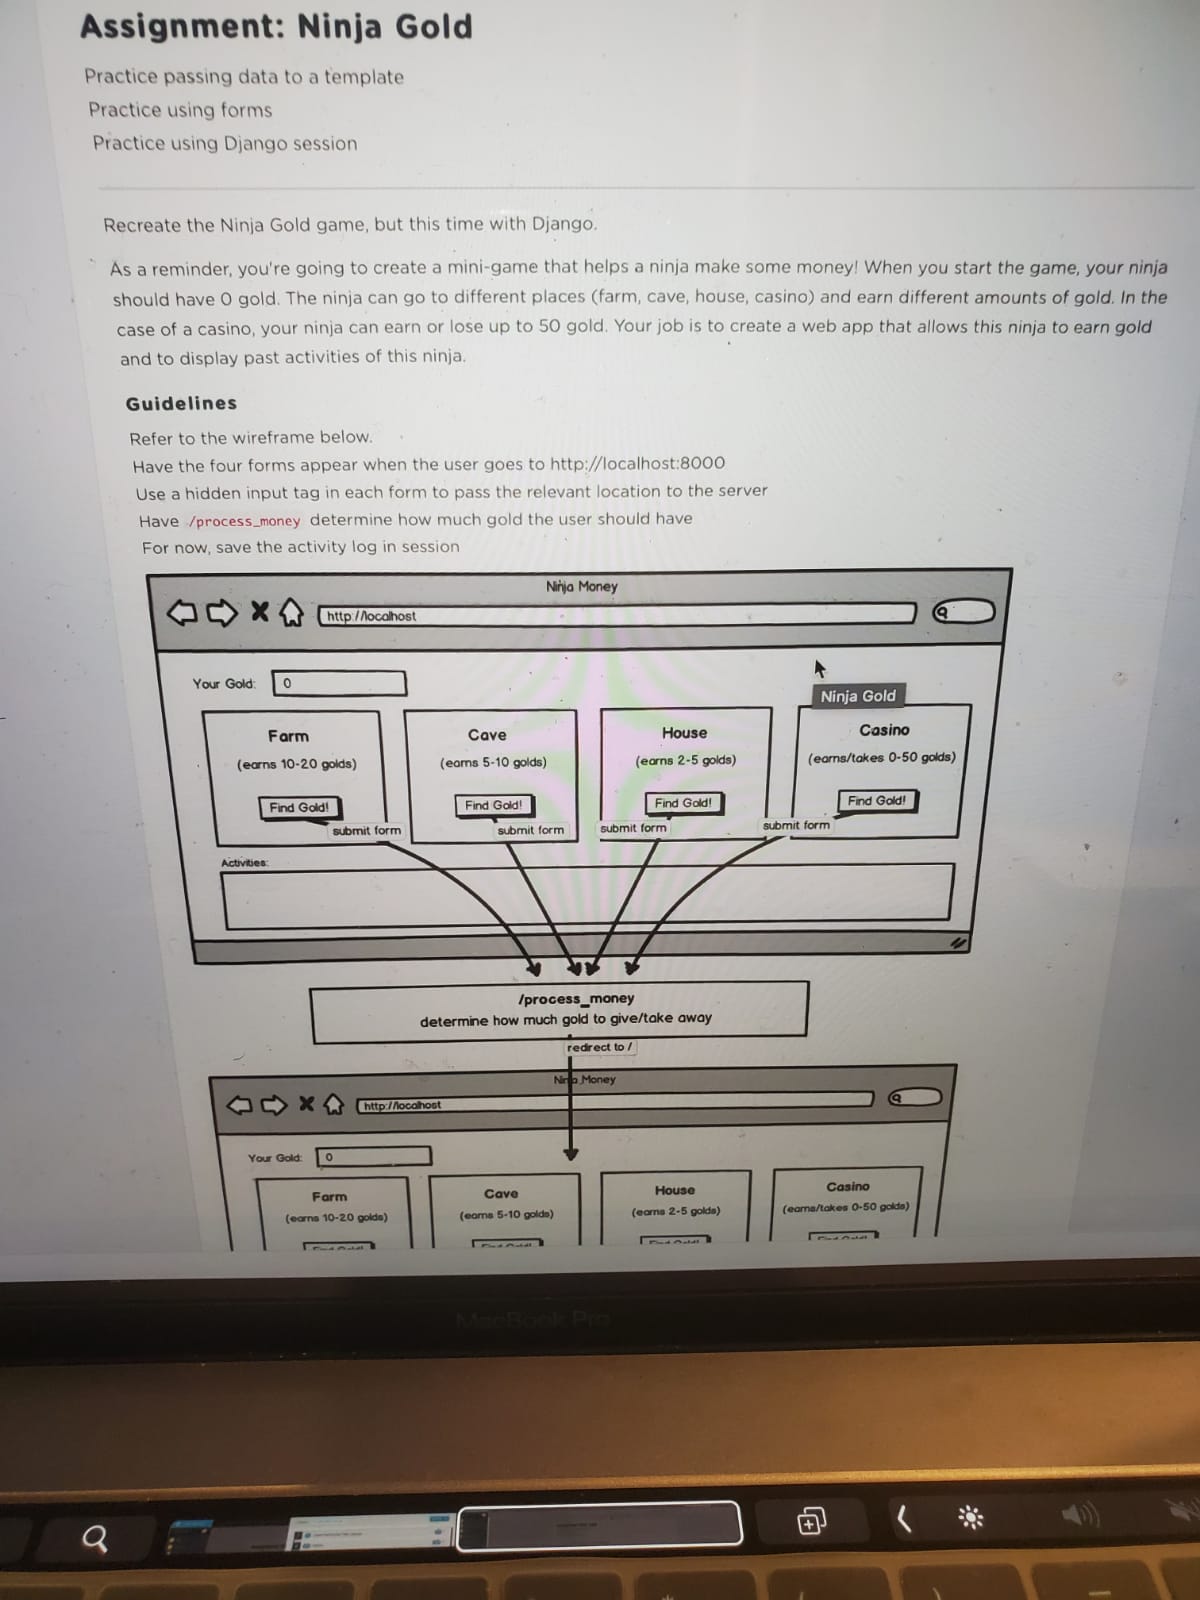 Assignment: Ninja Gold
Practice passing data to a template
Practice using forms
Practice using Django session
Recreate the Ninja Gold game, but this time with Django.
As a reminder, you're going to create a mini-game that helps a ninja make some money! When you start the game, your ninja
should have 0 gold. The ninja can go to different places (farm, cave, house, casino) and earn different amounts of gold. In the
case of a casino, your ninja can earn or lose up to 50 gold. Your job is to create a web app that allows this ninja to earn gold
and to display past activities of this ninja.
Guidelines
Refer to the wireframe below.
Have the four forms appear when the user goes to http://localhost:8000
Use a hidden input tag in each form to pass the relevant location to the server
Have /process_money determine how much gold the user should have
For now, save the activity log in session
Ninja Money
http://localhost
Your Gold: 0
Ninja Gold
Farm Cave House Casino
(earns 10-20 golds) (earns 5-10 golds) (earns 2-5 golds) (earns/takes 0-50 golds)
Find Gold! Find Gold! Find Gold! Find Gold!
submit form submit form submit form submit form
Activities:
/process_money
determine how much gold to give/take away
redirect to /
Ninja Money
http://localhost
Your Gold: 0
Farm Cave House Casino
(earns 10-20 golds) (earns 5-10 golds) (earns 2-5 golds) (earns/takes 0-50 golds)
MacBook Pro